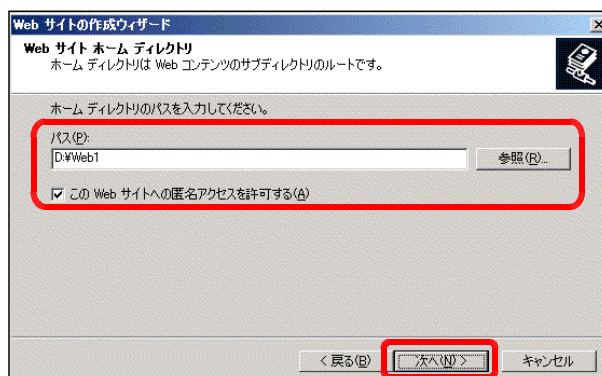 Web サイトの作成ウィザード
Web サイト ホーム ディレクトリ
ホーム ディレクトリは Web コンテンツのサブディレクトリのルートです。
ホーム ディレクトリのパスを入力してください。
パス(P):
D:¥Web1
参照(R)...
この Web サイトへの匿名アクセスを許可する(A)
< 戻る(B) 次へ(N) > キャンセル